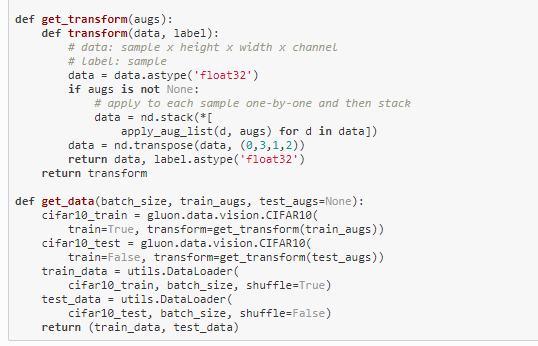 def get_transform(augs):
    def transform(data, label):
        # data: sample x height x width x channel
        # label: sample
        data = data.astype('float32')
        if augs is not None:
            # apply to each sample one-by-one and then stack
            data = nd.stack(*[
                apply_aug_list(d, augs) for d in data])
        data = nd.transpose(data, (0,3,1,2))
        return data, label.astype('float32')
    return transform

def get_data(batch_size, train_augs, test_augs=None):
    cifar10_train = gluon.data.vision.CIFAR10(
        train=True, transform=get_transform(train_augs))
    cifar10_test = gluon.data.vision.CIFAR10(
        train=False, transform=get_transform(test_augs))
    train_data = utils.DataLoader(
        cifar10_train, batch_size, shuffle=True)
    test_data = utils.DataLoader(
        cifar10_test, batch_size, shuffle=False)
    return (train_data, test_data)